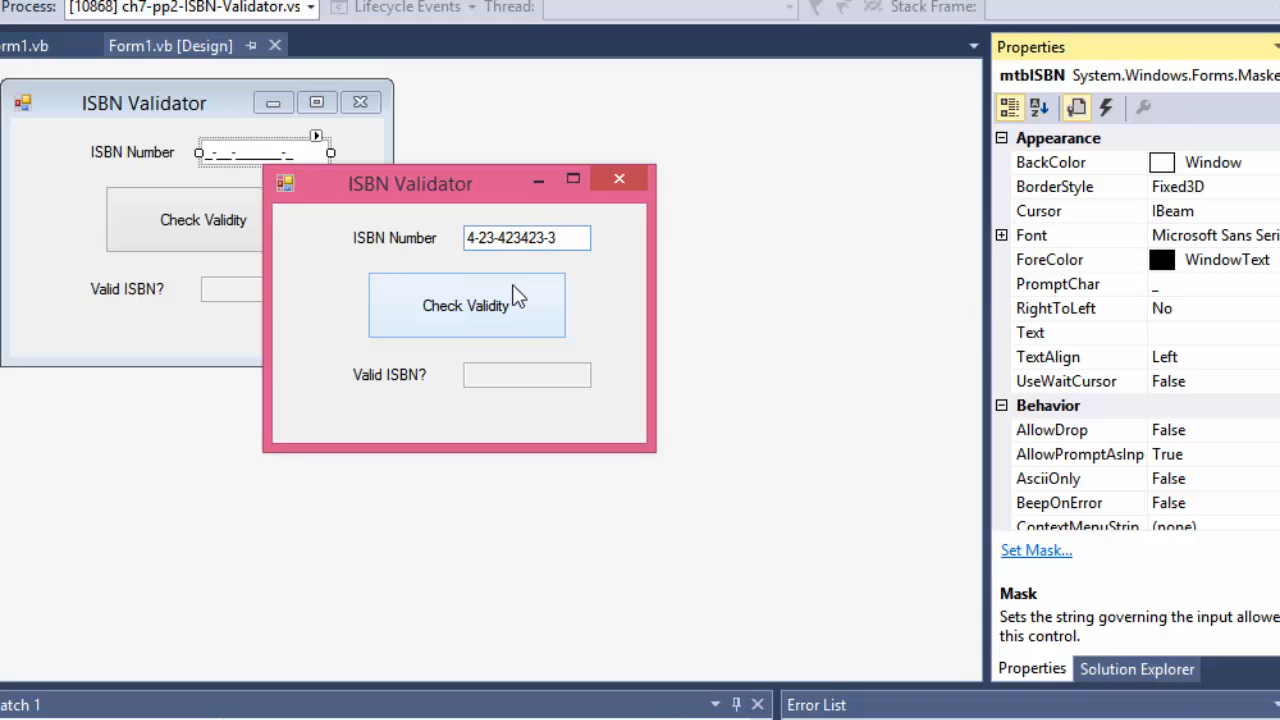 Process: [10868] ch7-pp2-ISBN-Validator.vs Lifecycle Events Thread: Stack Frame:
rm1.vb Form1.vb [Design]
ISBN Validator
ISBN Number _-__-______-_
Check Validity
Valid ISBN?
ISBN Validator
ISBN Number 4-23-423423-3
Check Validity
Valid ISBN?
Properties
mtbISBN System.Windows.Forms.Maske
Appearance
BackColor Window
BorderStyle Fixed3D
Cursor IBeam
Font Microsoft Sans Seri
ForeColor WindowText
PromptChar _
RightToLeft No
Text
TextAlign Left
UseWaitCursor False
Behavior
AllowDrop False
AllowPromptAsInp True
AsciiOnly False
BeepOnError False
ContextMenuStrip (none)
Set Mask...
Mask
Sets the string governing the input allowe
this control.
Properties Solution Explorer
atch 1 Error List